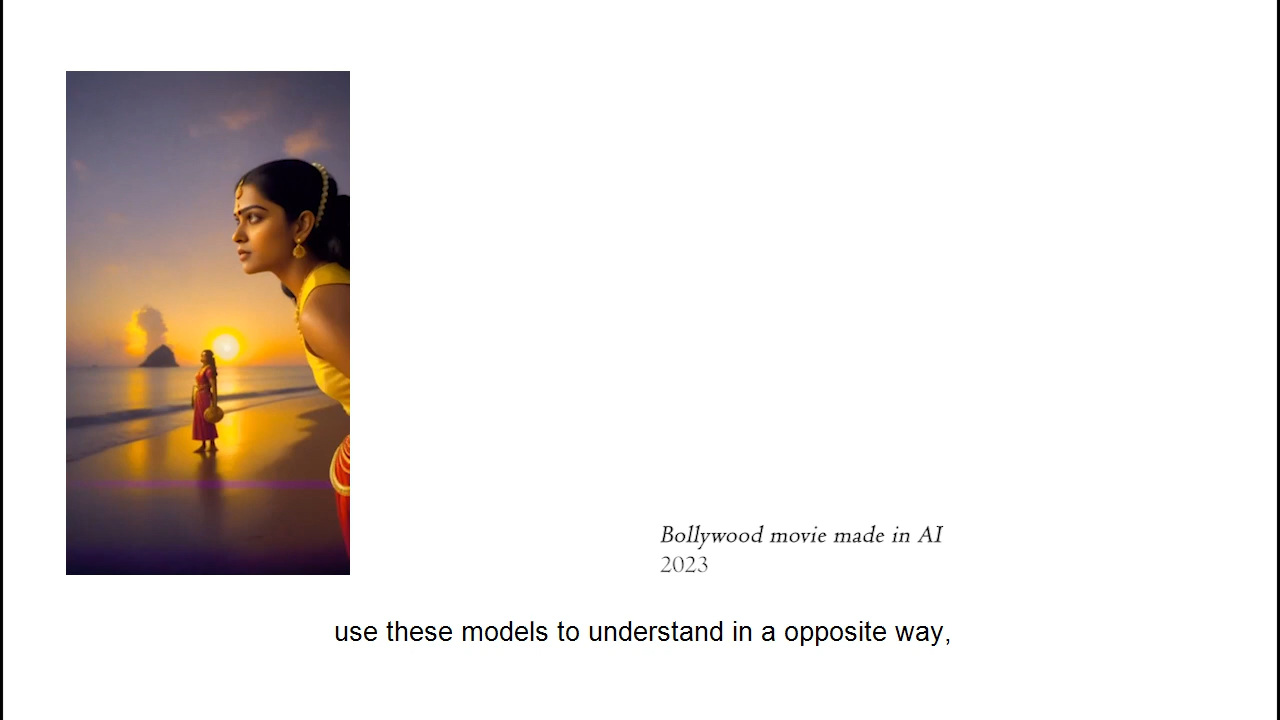 Bollywood movie made in AI
2023
use these models to understand in a opposite way,